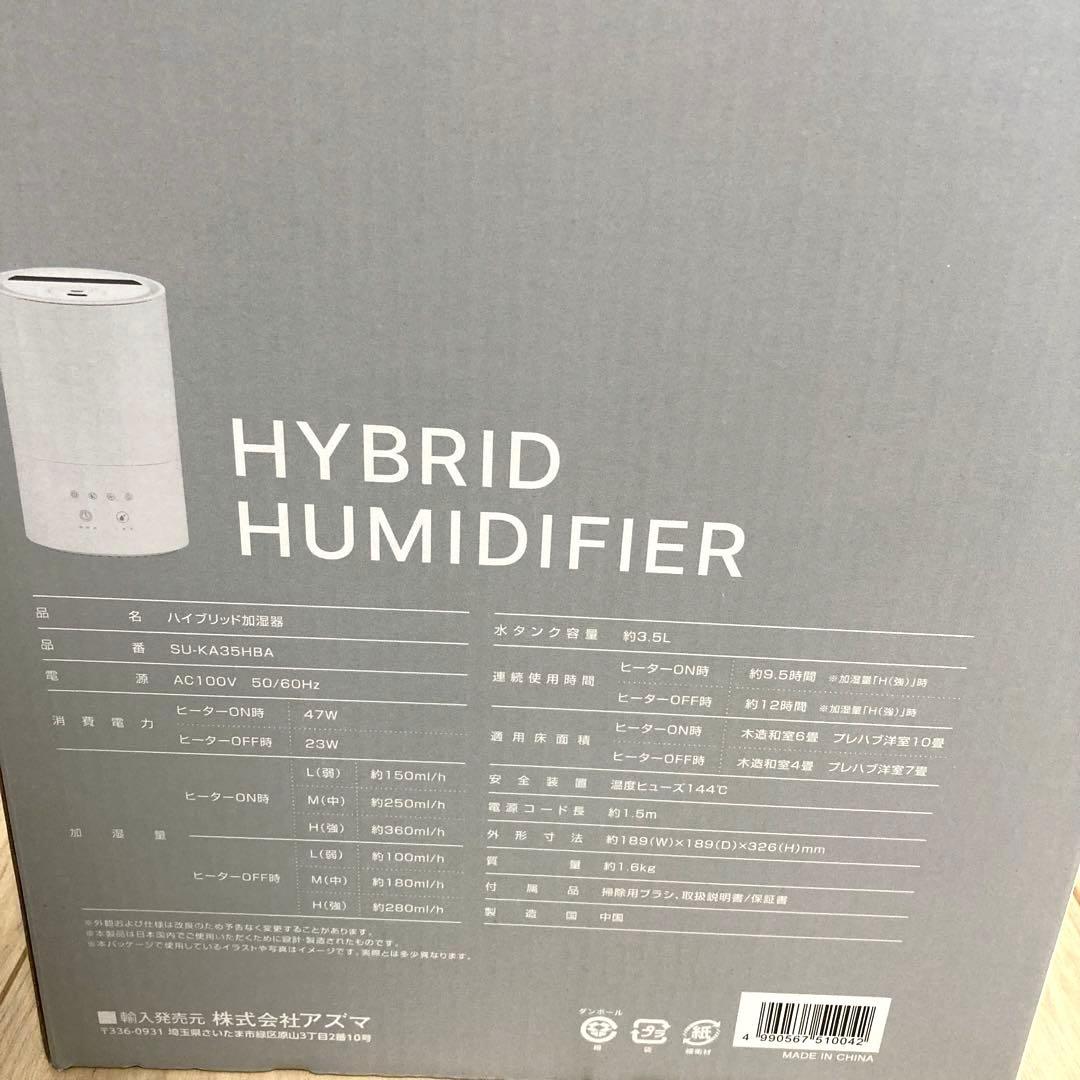 HYBRID
HUMIDIFIER
品名 ハイブリッド加湿器
品番 SU-KA35HBA
電源 AC100V 50/60Hz
消費電力 ヒーターON時 47W
ヒーターOFF時 23W
加湿量 ヒーターON時 L(弱) 約150ml/h
M(中) 約250ml/h
H(強) 約360ml/h
ヒーターOFF時 L(弱) 約100ml/h
M(中) 約180ml/h
H(強) 約280ml/h
水タンク容量 約3.5L
連続使用時間 ヒーターON時 約9.5時間 ※加湿量「H(強)」時
ヒーターOFF時 約12時間 ※加湿量「H(強)」時
適用床面積 ヒーターON時 木造和室6畳 プレハブ洋室10畳
ヒーターOFF時 木造和室4畳 プレハブ洋室7畳
安全装置 温度ヒューズ144℃
電源コード長 約1.5m
外形寸法 約189(W)×189(D)×326(H)mm
質量 約1.6kg
付属品 掃除用ブラシ、取扱説明書/保証書
製造国 中国
※外観および仕様は改良のため予告なく変更することがあります。
※本製品は日本国内でご使用いただくために設計・製造されたものです。
※本パッケージで使用しているイラストや写真はイメージです。実際とは多少異なります。
輸入発売元 株式会社アズマ
〒336-0931 埼玉県さいたま市緑区原山3丁目2番10号
ダンボール
箱
プラ
袋
紙
緩衝材
4 990567 510042
MADE IN CHINA